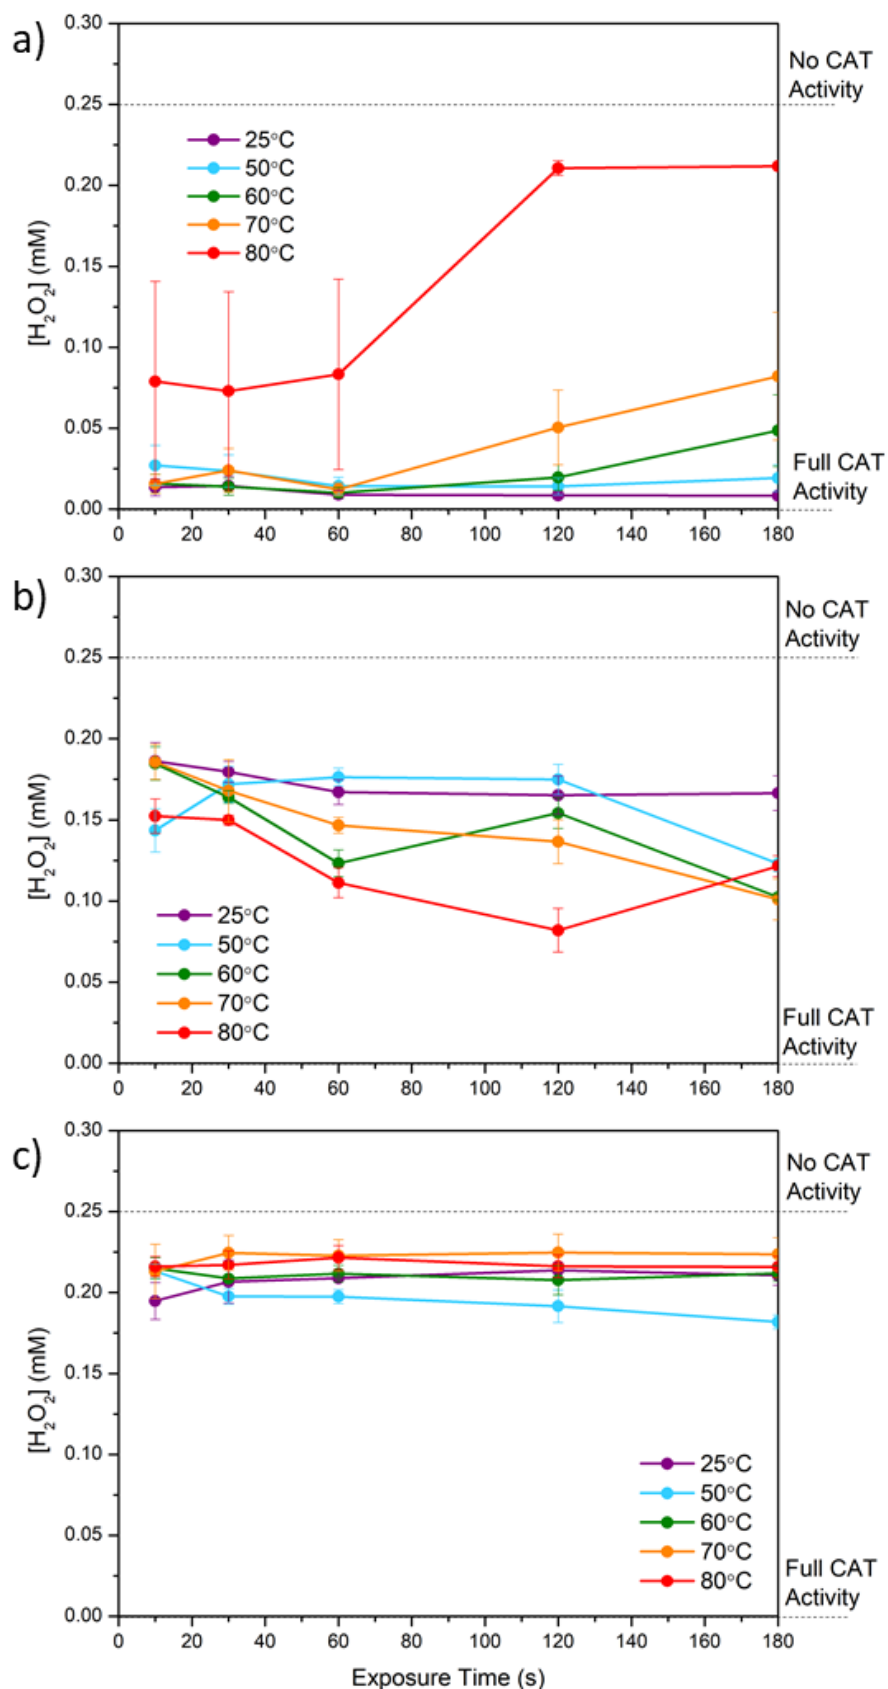 a)
0.30
No CAT
Activity
0.25
25°C
50°C
60°C
70°C
80°C
0.20
0.15
[H₂O₂] (mM)
0.10
0.05
Full CAT
Activity
0.00
0 20 40 60 80 100 120 140 160 180
b)
0.30
No CAT
Activity
0.25
0.20
0.15
[H₂O₂] (mM)
0.10
25°C
50°C
60°C
70°C
80°C
0.05
Full CAT
Activity
0.00
0 20 40 60 80 100 120 140 160 180
c)
0.30
No CAT
Activity
0.25
0.20
0.15
[H₂O₂] (mM)
0.10
25°C
50°C
60°C
70°C
80°C
0.05
Full CAT
Activity
0.00
0 20 40 60 80 100 120 140 160 180
Exposure Time (s)